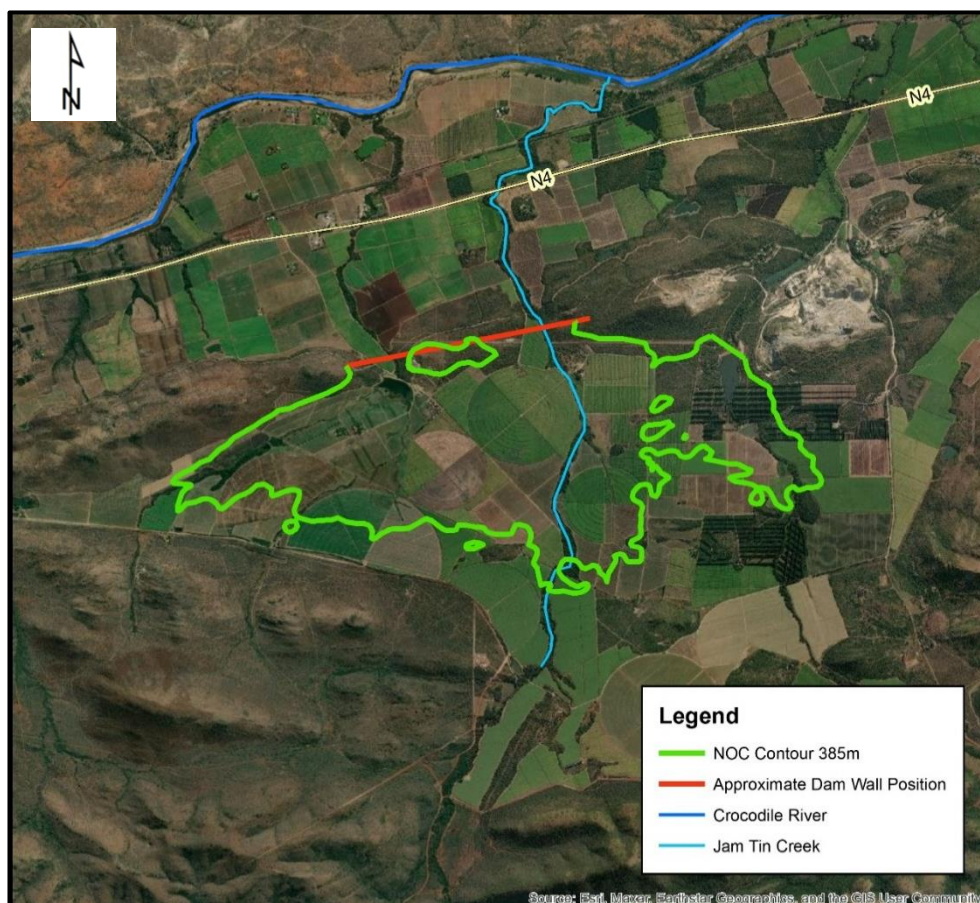 N
N4
N4
Legend
NOC Contour 385m
Approximate Dam Wall Position
Crocodile River
Jam Tin Creek
Source: Esri, Maxar, Earthstar Geographics, and the GIS User